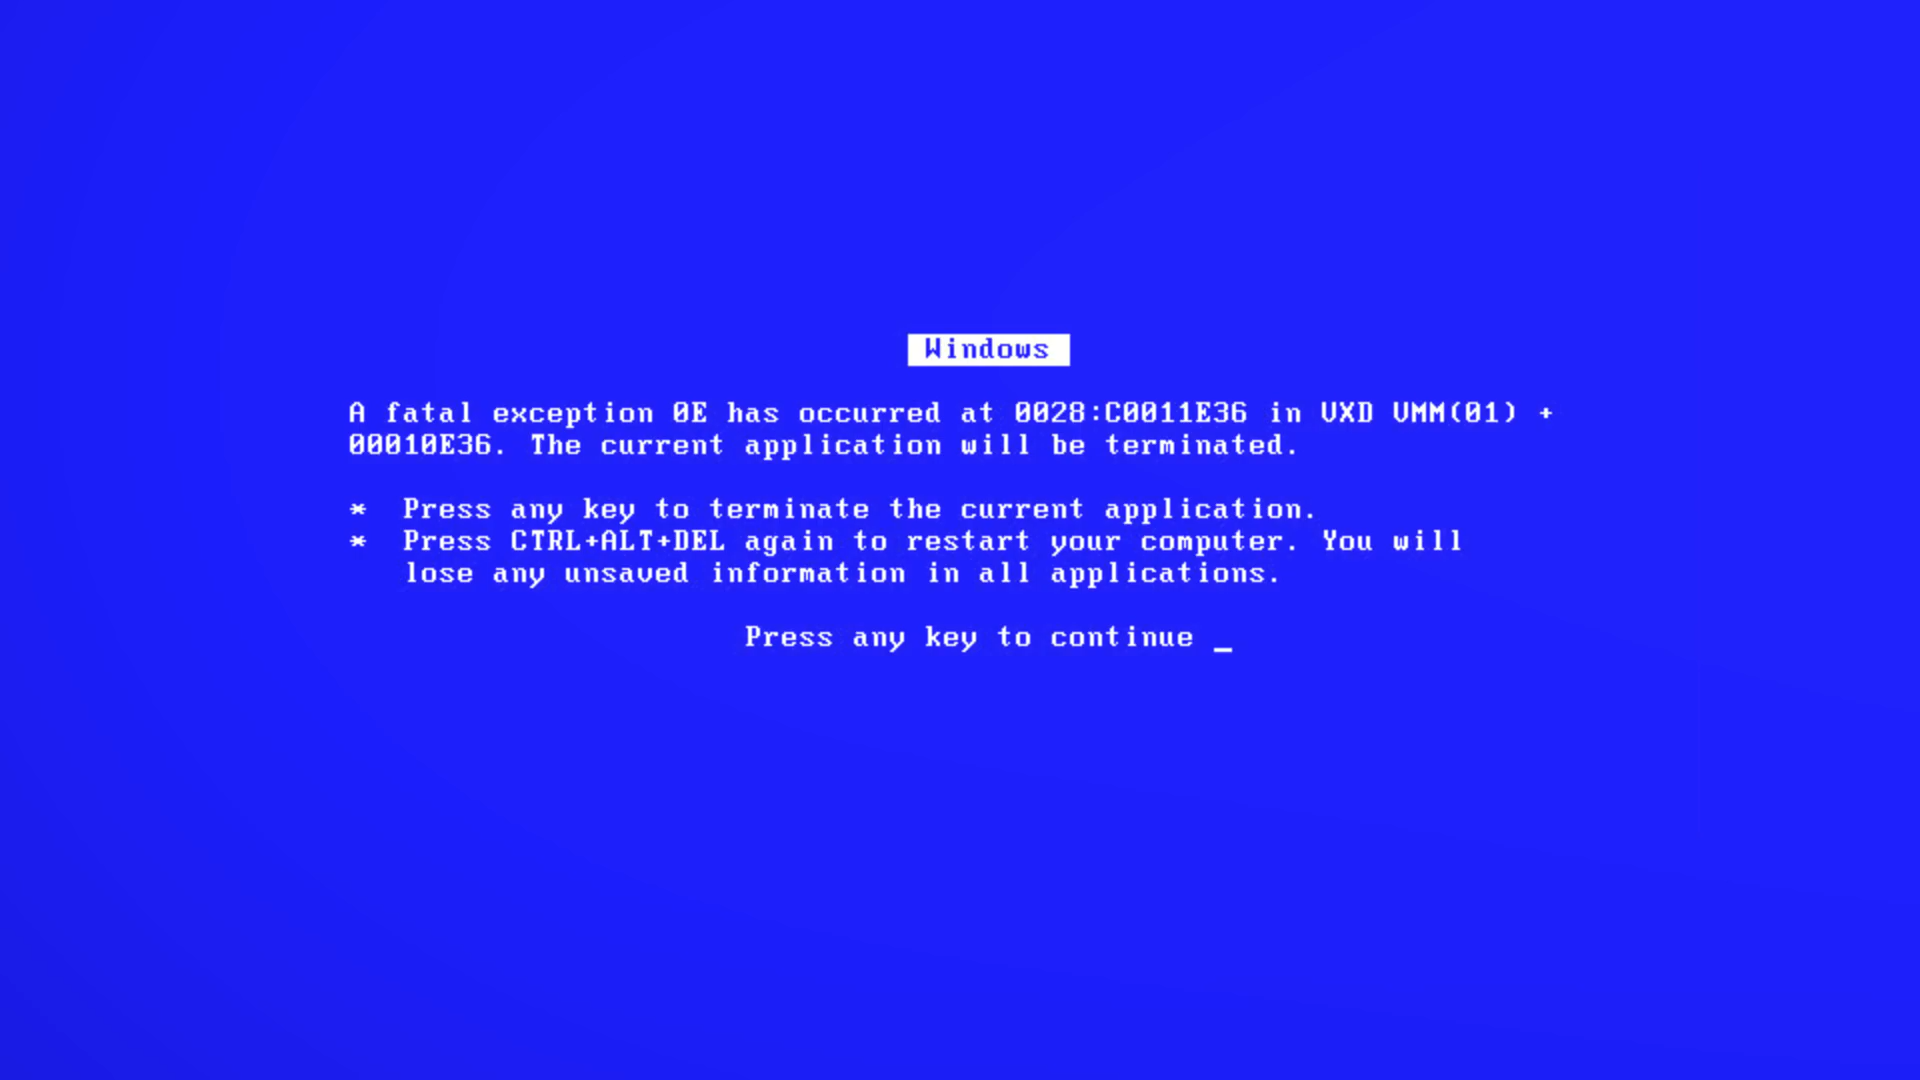 Windows
A fatal exception 0E has occurred at 0028:C0011E36 in VXD VMM(01) +
00010E36. The current application will be terminated.
*  Press any key to terminate the current application.
*  Press CTRL+ALT+DEL again to restart your computer. You will
lose any unsaved information in all applications.
Press any key to continue _